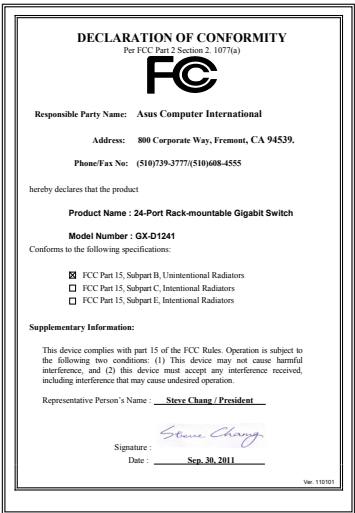 DECLARATION OF CONFORMITY
Per FCC Part 2 Section 2. 1077(a)
FC
Responsible Party Name: Asus Computer International
Address: 800 Corporate Way, Fremont, CA 94539.
Phone/Fax No: (510)739-3777/(510)608-4555
hereby declares that the product
Product Name : 24-Port Rack-mountable Gigabit Switch
Model Number : GX-D1241
Conforms to the following specifications:
☒ FCC Part 15, Subpart B, Unintentional Radiators
☐ FCC Part 15, Subpart C, Intentional Radiators
☐ FCC Part 15, Subpart E, Intentional Radiators
Supplementary Information:
This device complies with part 15 of the FCC Rules. Operation is subject to
the following two conditions: (1) This device may not cause harmful
interference, and (2) this device must accept any interference received,
including interference that may cause undesired operation.
Representative Person's Name : Steve Chang / President
Steve Chang
Signature :
Date : Sep. 30, 2011
Ver. 110101